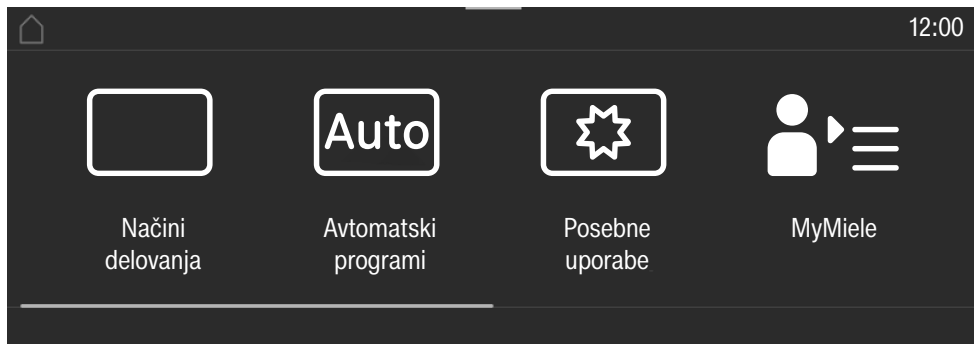 12:00
Auto
Načini
delovanja
Avtomatski
programi
Posebne
uporabe
MyMiele